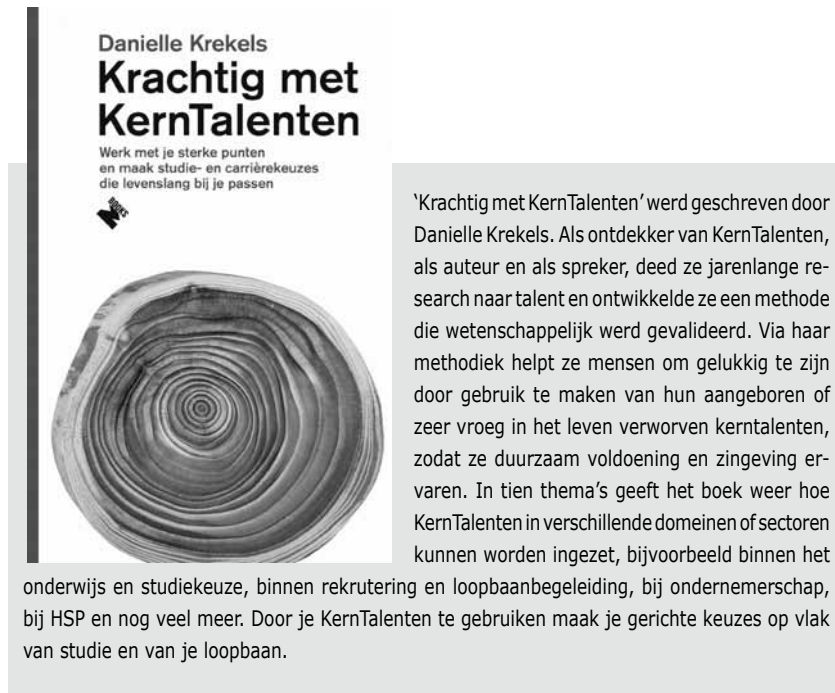 Danielle Krekels
Krachtig met
KernTalenten
Werk met je sterke punten
en maak studie- en carrièrekeuzes
die levenslang bij je passen
M BOOKS
‘Krachtig met KernTalenten’ werd geschreven door
Danielle Krekels. Als ontdekker van KernTalenten,
als auteur en als spreker, deed ze jarenlange re-
search naar talent en ontwikkelde ze een methode
die wetenschappelijk werd gevalideerd. Via haar
methodiek helpt ze mensen om gelukkig te zijn
door gebruik te maken van hun aangeboren of
zeer vroeg in het leven verworven kerntalenten,
zodat ze duurzaam voldoening en zingeving er-
varen. In tien thema’s geeft het boek weer hoe
KernTalenten in verschillende domeinen of sectoren
kunnen worden ingezet, bijvoorbeeld binnen het
onderwijs en studiekeuze, binnen rekrutering en loopbaanbegeleiding, bij ondernemerschap,
bij HSP en nog veel meer. Door je KernTalenten te gebruiken maak je gerichte keuzes op vlak
van studie en van je loopbaan.